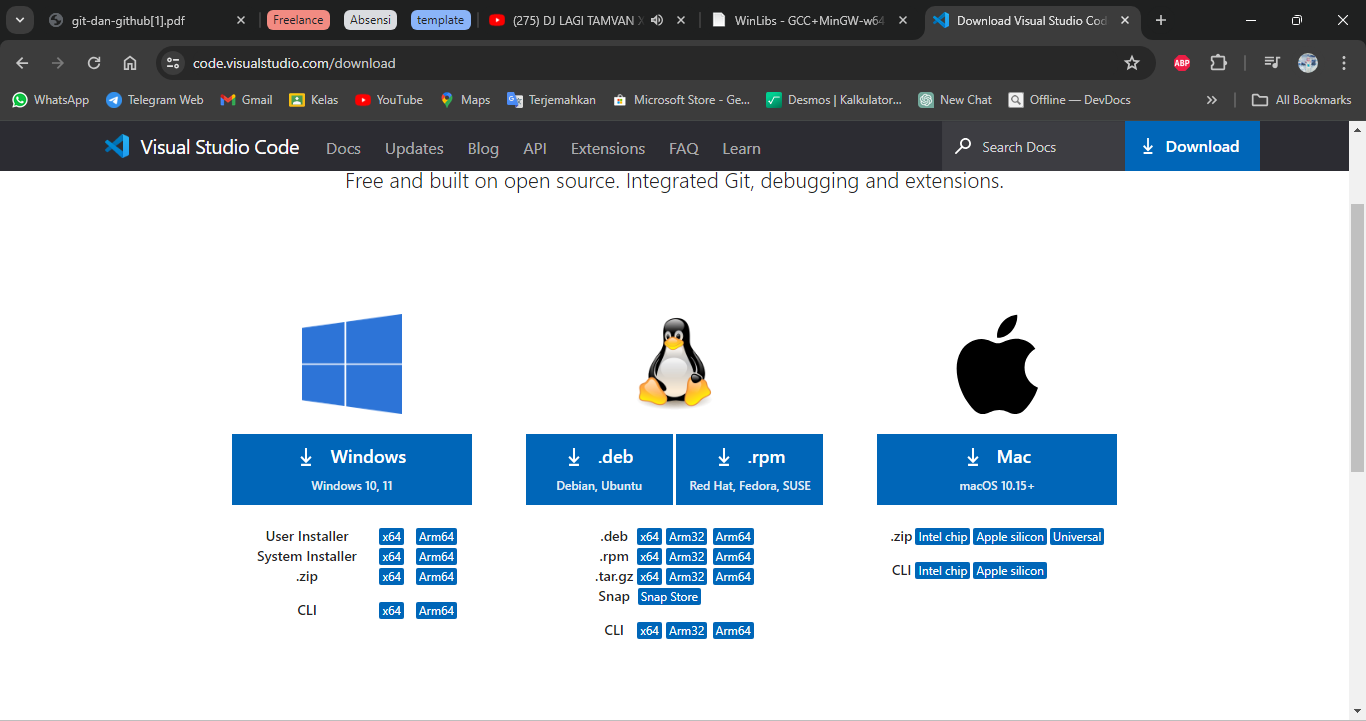 git-dan-github[1].pdf
Freelance
Absensi
template
(275) DJ LAGI TAMVAN
WinLibs - GCC+MinGW-w64
Download Visual Studio Cod
code.visualstudio.com/download
ABP
WhatsApp
Telegram Web
Gmail
Kelas
YouTube
Maps
Terjemahkan
Microsoft Store - Ge...
Desmos | Kalkulator...
New Chat
Offline — DevDocs
»
All Bookmarks
Visual Studio Code
Docs
Updates
Blog
API
Extensions
FAQ
Learn
Search Docs
Download
Free and built on open source. Integrated Git, debugging and extensions.
Windows
Windows 10, 11
.deb
Debian, Ubuntu
.rpm
Red Hat, Fedora, SUSE
Mac
macOS 10.15+
User Installer x64 Arm64
System Installer x64 Arm64
.zip x64 Arm64
CLI x64 Arm64
.deb x64 Arm32 Arm64
.rpm x64 Arm32 Arm64
.tar.gz x64 Arm32 Arm64
Snap Snap Store
CLI x64 Arm32 Arm64
.zip Intel chip Apple silicon Universal
CLI Intel chip Apple silicon